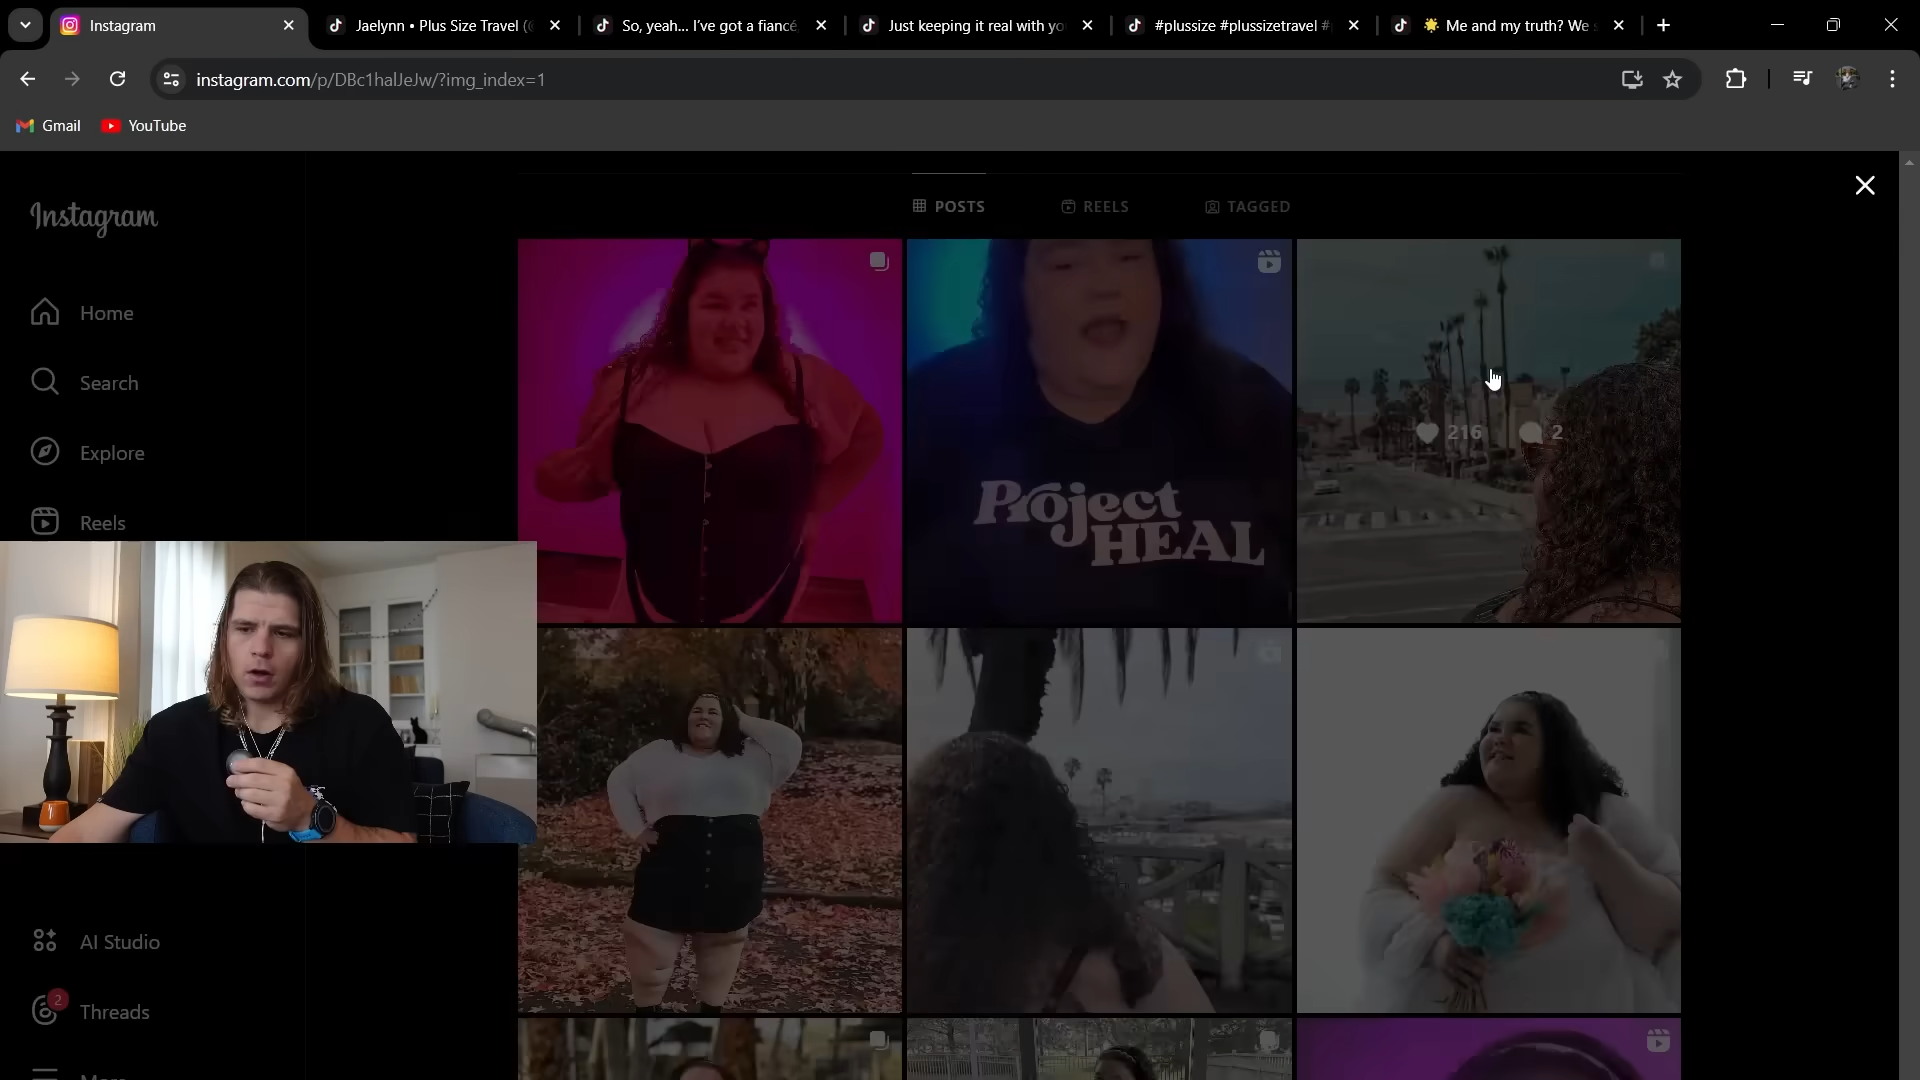 Instagram
Jaelynn • Plus Size Travel (
So, yeah... I've got a fiancé
Just keeping it real with yo
#plussize #plussizetravel #
Me and my truth? We s
instagram.com/p/DBc1halJeJw/?img_index=1
Gmail
YouTube
Instagram
POSTS
REELS
TAGGED
Home
Search
Explore
Reels
216
2
Project
HEAL
AI Studio
2
Threads
More